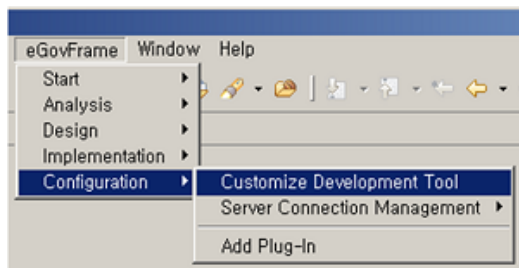 eGovFrame Window Help
Start
Analysis
Design
Implementation
Configuration
Customize Development Tool
Server Connection Management
Add Plug-In